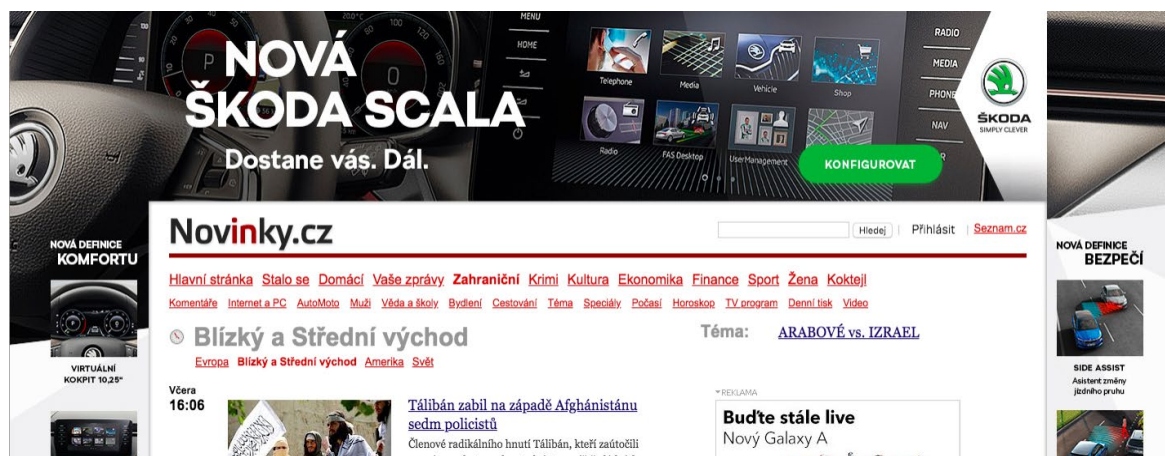 NOVÁ
ŠKODA SCALA
Dostane vás. Dál.
MENU
HOME
Telephone
Media
Vehicle
Shop
Radio
FAS Desktop
UserManagement
RADIO
MEDIA
PHONE
NAV
ŠKODA
SIMPLY CLEVER
KONFIGUROVAT
NOVÁ DEFINICE
KOMFORTU
VIRTUÁLNÍ
KOKPIT 10,25"
Novinky.cz
Hledej | Přihlásit | Seznam.cz
Hlavní stránka Stalo se Domácí Vaše zprávy Zahraniční Krimi Kultura Ekonomika Finance Sport Žena Koktejl
Komentáře Internet a PC AutoMoto Muži Věda a školy Bydlení Cestování Téma Speciály Počasí Horoskop TV program Denní tisk Video
Blízký a Střední východ
Téma: ARABOVÉ vs. IZRAEL
Evropa Blízký a Střední východ Amerika Svět
Včera
16:06
Tálibán zabil na západě Afghánistánu
sedm policistů
Členové radikálního hnutí Tálibán, kteří zaútočili
REKLAMA
Buďte stále live
Nový Galaxy A
NOVÁ DEFINICE
BEZPEČÍ
SIDE ASSIST
Asistent změny
jízdního pruhu